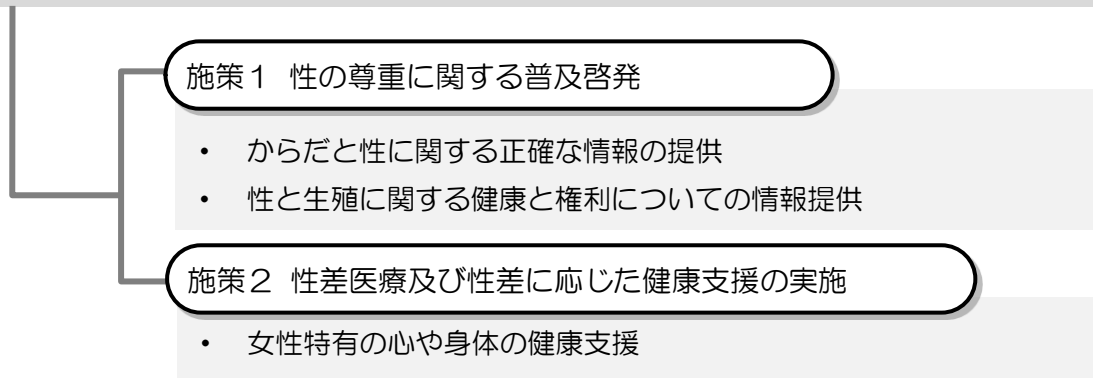 施策１ 性の尊重に関する普及啓発
• からだと性に関する正確な情報の提供
• 性と生殖に関する健康と権利についての情報提供
施策２ 性差医療及び性差に応じた健康支援の実施
• 女性特有の心や身体の健康支援